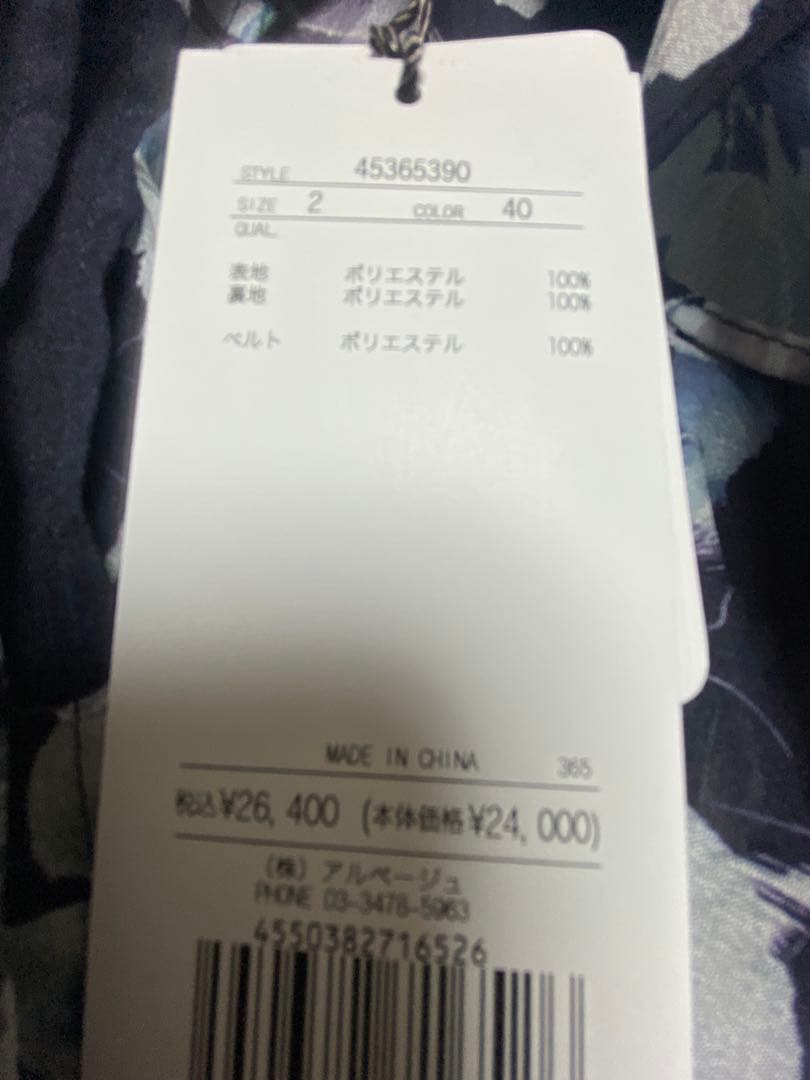 STYLE 45365390
SIZE 2 COLOR 40
QUAL
表地 ポリエステル 100%
裏地 ポリエステル 100%
ベルト ポリエステル 100%
MADE IN CHINA 365
税込¥26,400 (本体価格¥24,000)
(株) アルページュ
PHONE 03-3478-5963
4550382716526